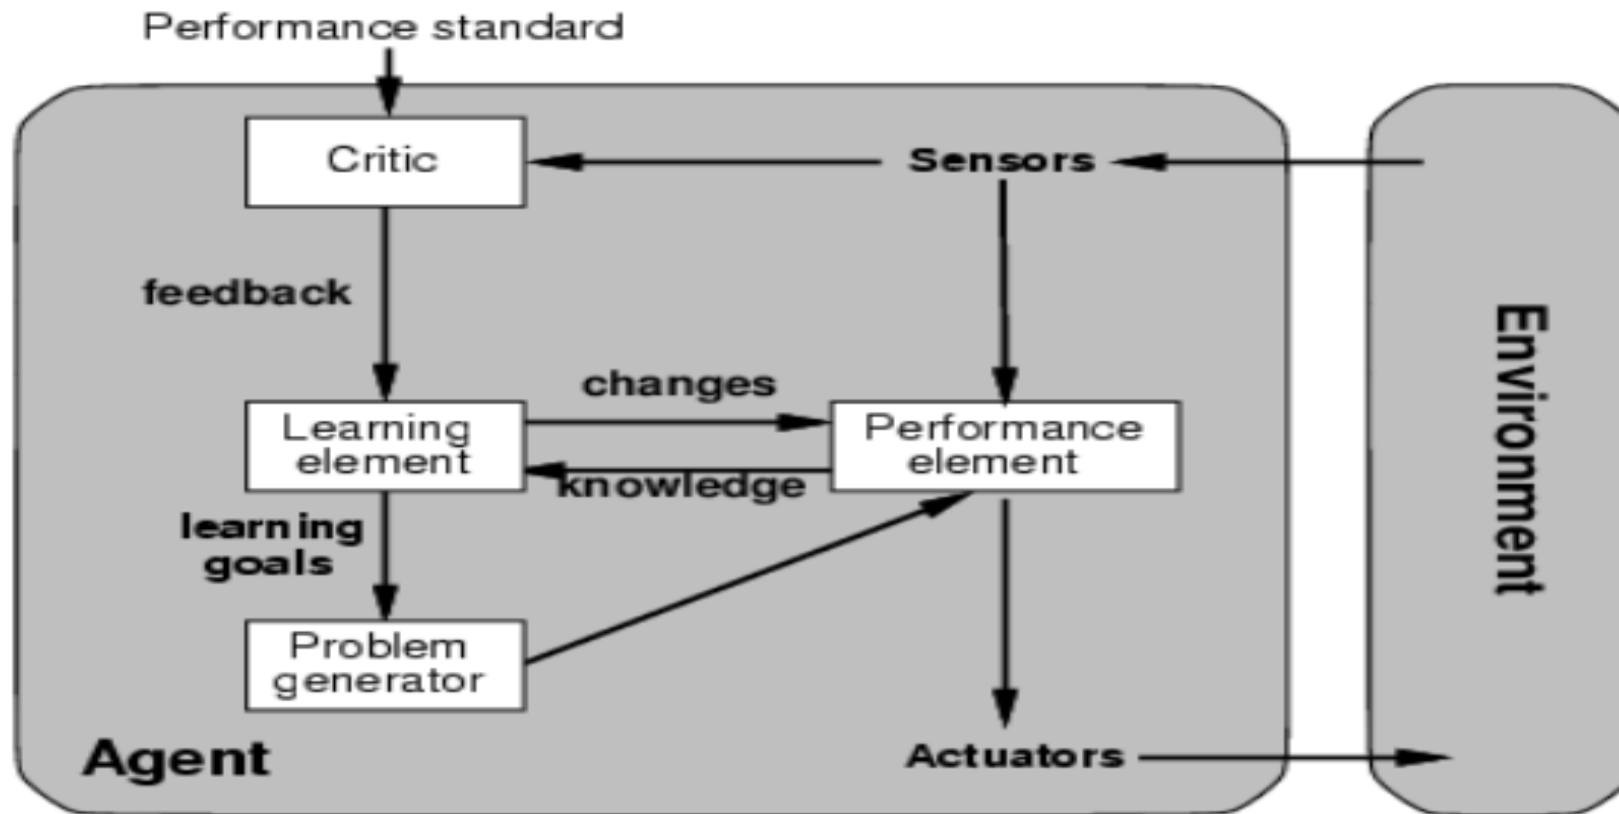 Performance standard
Critic
Sensors
feedback
changes
Learning
element
Performance
element
knowledge
learning
goals
Problem
generator
Agent
Actuators
Environment